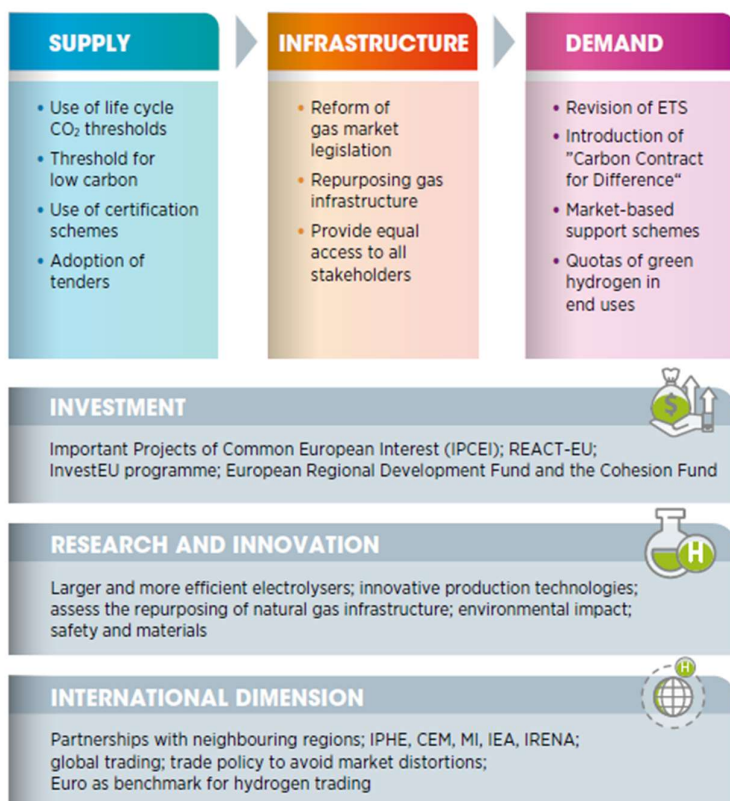 SUPPLY
• Use of life cycle
CO₂ thresholds
• Threshold for
low carbon
• Use of certification
schemes
• Adoption of
tenders
INFRASTRUCTURE
• Reform of
gas market
legislation
• Repurposing gas
infrastructure
• Provide equal
access to all
stakeholders
DEMAND
• Revision of ETS
• Introduction of
"Carbon Contract
for Difference“
• Market-based
support schemes
• Quotas of green
hydrogen in
end uses
INVESTMENT
$
Important Projects of Common European Interest (IPCEI); REACT-EU;
InvestEU programme; European Regional Development Fund and the Cohesion Fund
RESEARCH AND INNOVATION
H
Larger and more efficient electrolysers; innovative production technologies;
assess the repurposing of natural gas infrastructure; environmental impact;
safety and materials
INTERNATIONAL DIMENSION
H
Partnerships with neighbouring regions; IPHE, CEM, MI, IEA, IRENA;
global trading; trade policy to avoid market distortions;
Euro as benchmark for hydrogen trading